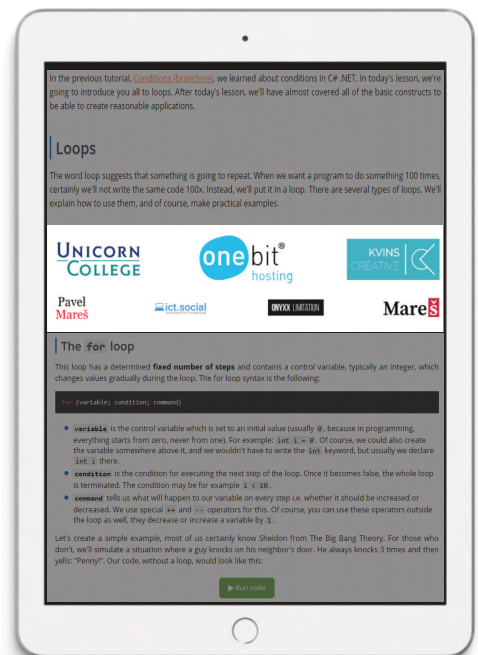 In the previous tutorial, Conditions (branching), we learned about conditions in C# .NET. In today's lesson, we're
going to introduce you all to loops. After today's lesson, we'll have almost covered all of the basic constructs to
be able to create reasonable applications.
Loops
The word loop suggests that something is going to repeat. When we want a program to do something 100 times,
certainly we'll not write the same code 100x. Instead, we'll put it in a loop. There are several types of loops. We'll
explain how to use them, and of course, make practical examples.
UNICORN
COLLEGE
onebit®
hosting
KVINS
CREATIVE
Pavel
Mareš
ict.social
ONYXX LIMITATION
Mareš
The for loop
This loop has a determined fixed number of steps and contains a control variable, typically an integer, which
changes values gradually during the loop. The for loop syntax is the following:
for (variable; condition; command)
variable is the control variable which is set to an initial value (usually 0, because in programming,
everything starts from zero, never from one). For example: int i = 0. Of course, we could also create
the variable somewhere above it, and we wouldn't have to write the int keyword, but usually we declare
int i there.
condition is the condition for executing the next step of the loop. Once it becomes false, the whole loop
is terminated. The condition may be for example i < 10.
command tells us what will happen to our variable on every step i.e. whether it should be increased or
decreased. We use special ++ and -- operators for this. Of course, you can use these operators outside
the loop as well, they decrease or increase a variable by 1.
Let's create a simple example, most of us certainly know Sheldon from The Big Bang Theory. For those who
don't, we'll simulate a situation where a guy knocks on his neighbor's door. He always knocks 3 times and then
yells: "Penny!". Our code, without a loop, would look like this:
Run code